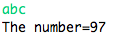 abc
The number=97